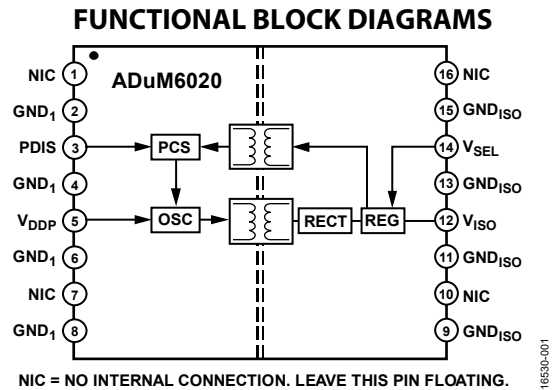 FUNCTIONAL BLOCK DIAGRAMS
ADuM6020
NIC 1
GND1 2
PDIS 3
GND1 4
VDDP 5
GND1 6
NIC 7
GND1 8
PCS
OSC
RECT
REG
16 NIC
15 GNDISO
14 VSEL
13 GNDISO
12 VISO
11 GNDISO
10 NIC
9 GNDISO
NIC = NO INTERNAL CONNECTION. LEAVE THIS PIN FLOATING.
16530-001